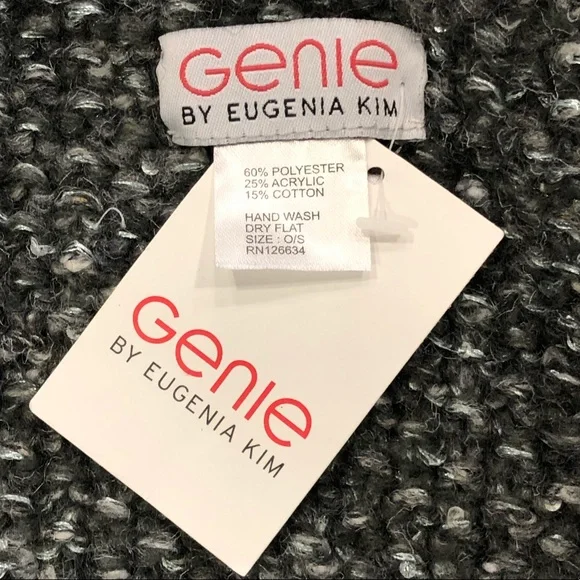 Genie
BY EUGENIA KIM
60% POLYESTER
25% ACRYLIC
15% COTTON
HAND WASH
DRY FLAT
SIZE : O/S
RN126634
Genie
BY EUGENIA KIM